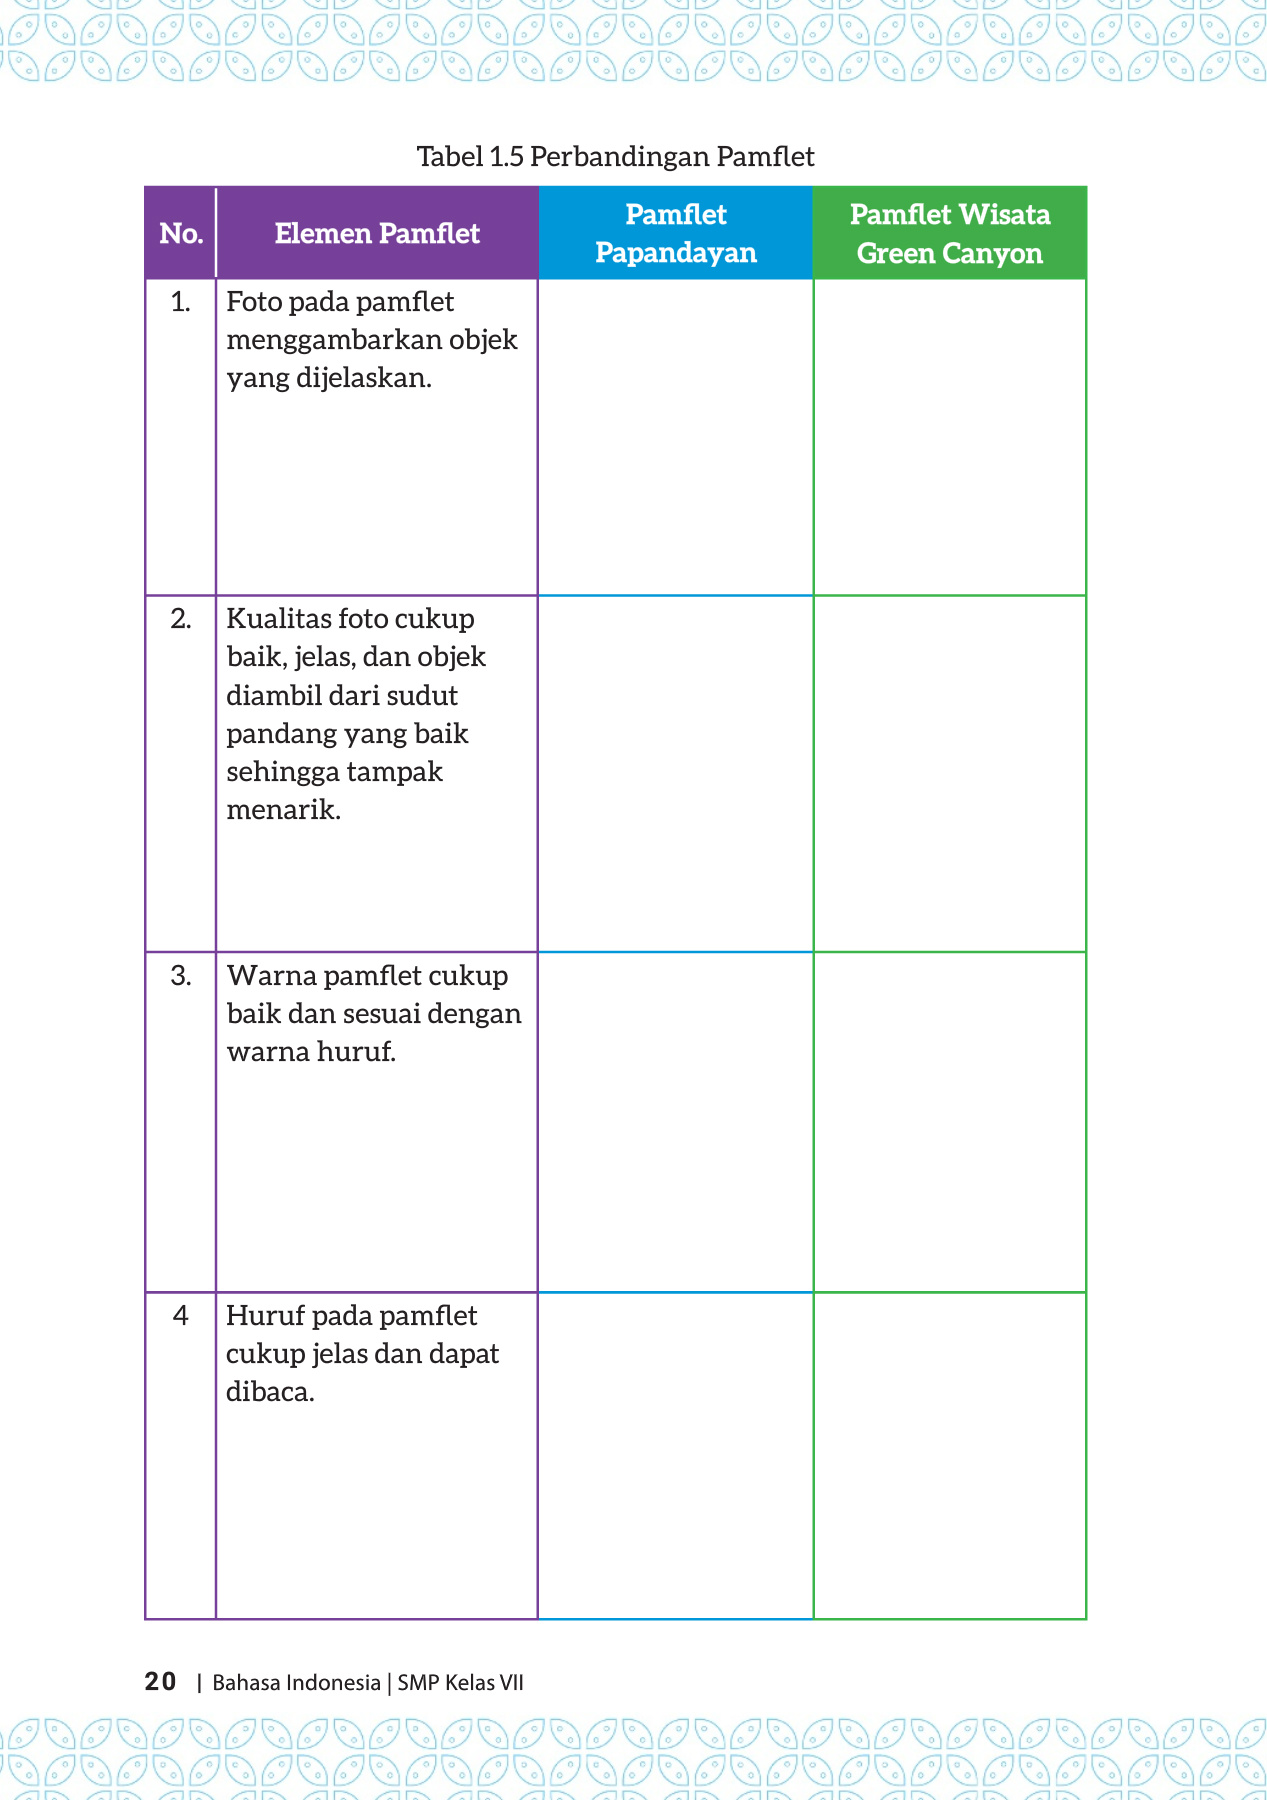 Tabel 1.5 Perbandingan Pamflet
No.
Elemen Pamflet
Pamflet
Papandayan
Pamflet Wisata
Green Canyon
1.
Foto pada pamflet
menggambarkan objek
yang dijelaskan.
2.
Kualitas foto cukup
baik, jelas, dan objek
diambil dari sudut
pandang yang baik
sehingga tampak
menarik.
3.
Warna pamflet cukup
baik dan sesuai dengan
warna huruf.
4
Huruf pada pamflet
cukup jelas dan dapat
dibaca.
20 | Bahasa Indonesia | SMP Kelas VII